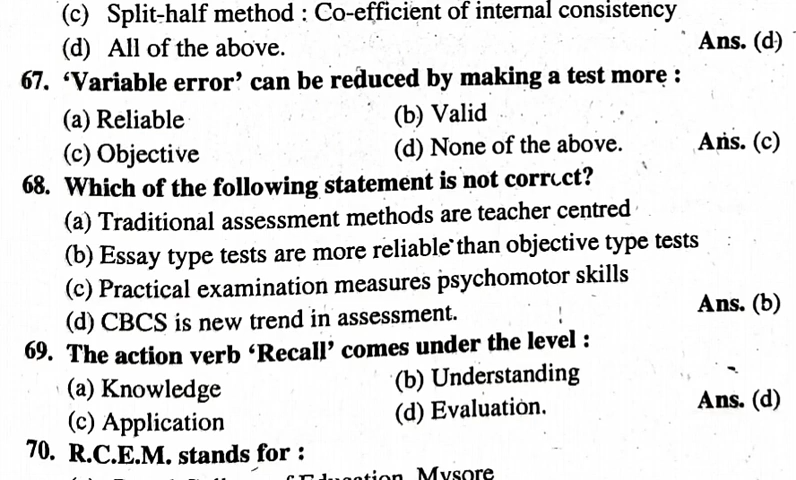 (c) Split-half method : Co-efficient of internal consistency
(d) All of the above. Ans. (d)
67. ‘Variable error’ can be reduced by making a test more :
(a) Reliable (b) Valid
(c) Objective (d) None of the above. Ans. (c)
68. Which of the following statement is not correct?
(a) Traditional assessment methods are teacher centred
(b) Essay type tests are more reliable than objective type tests
(c) Practical examination measures psychomotor skills
(d) CBCS is new trend in assessment. Ans. (b)
69. The action verb ‘Recall’ comes under the level :
(a) Knowledge (b) Understanding
(c) Application (d) Evaluation. Ans. (d)
70. R.C.E.M. stands for :
of Education, Mysore